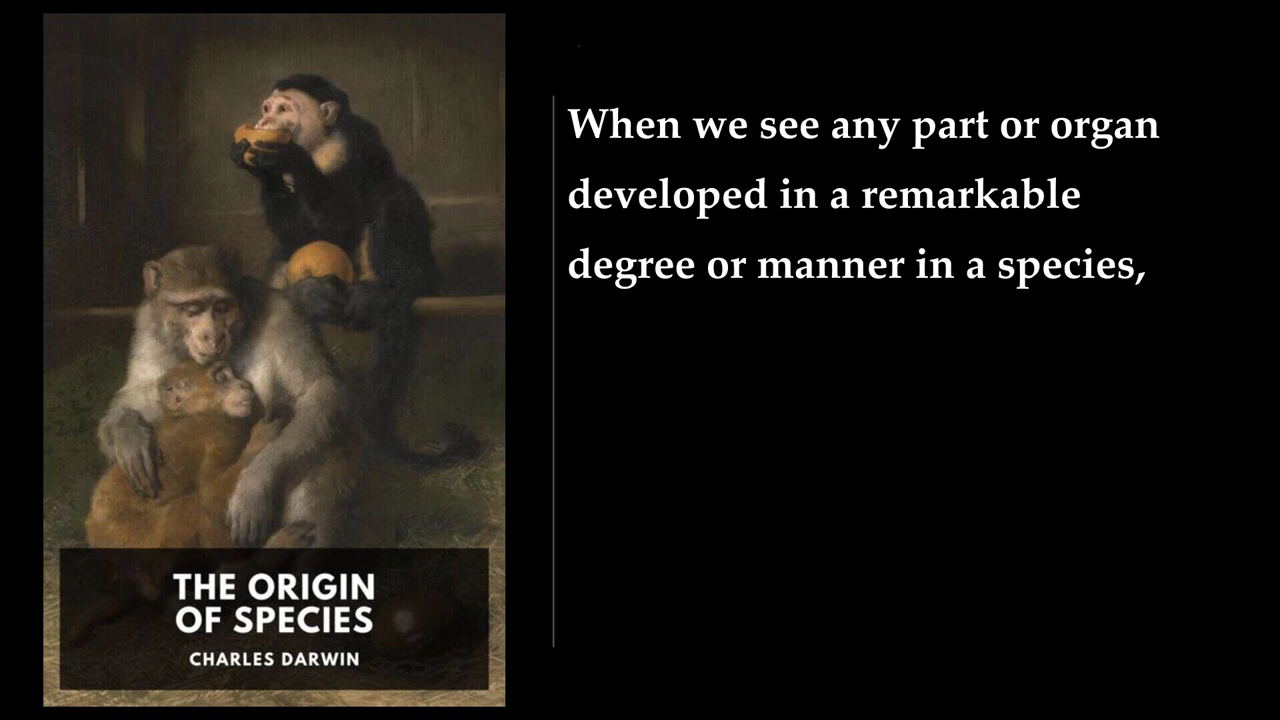 When we see any part or organ
developed in a remarkable
degree or manner in a species,
THE ORIGIN
OF SPECIES
CHARLES DARWIN